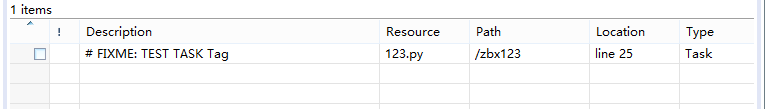 1 items
! Description Resource Path Location Type
# FIXME: TEST TASK Tag 123.py /zbx123 line 25 Task